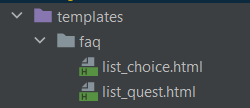 templates
faq
list_choice.html
list_quest.html